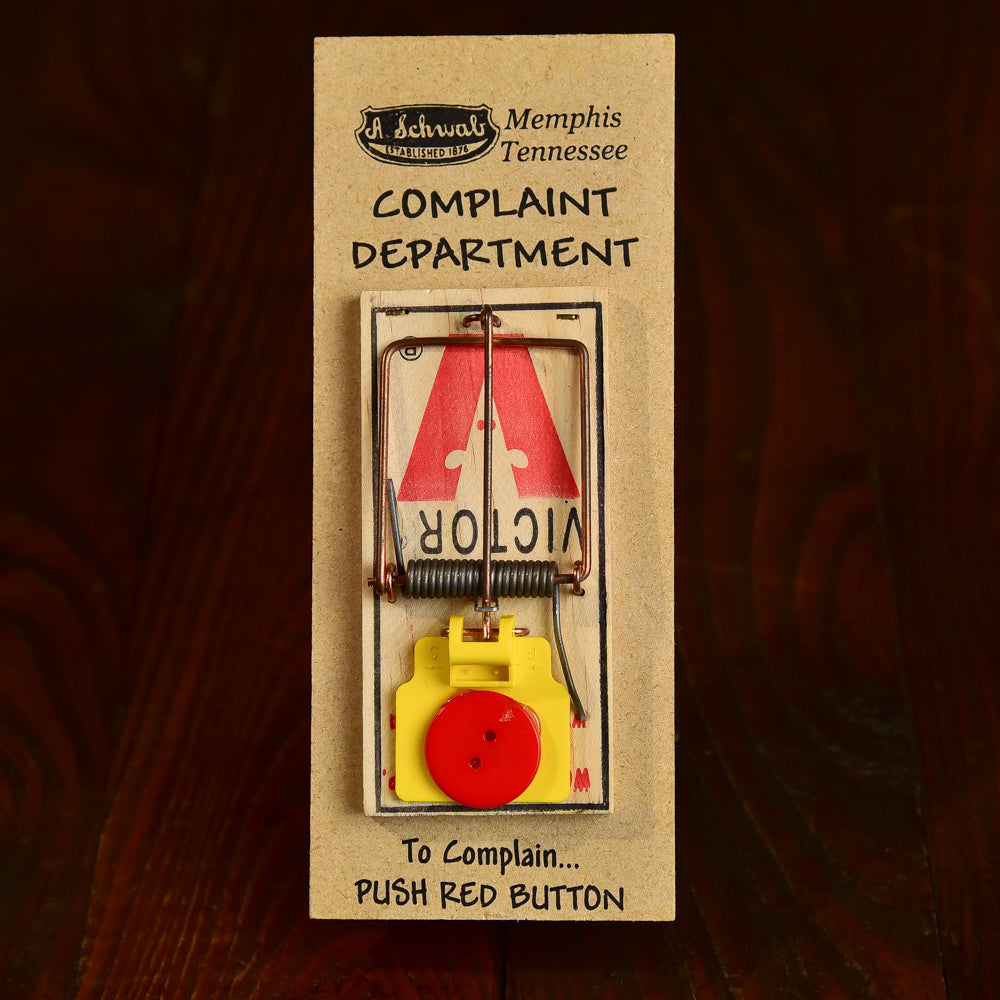 A. Schwab
ESTABLISHED 1876
Memphis
Tennessee
COMPLAINT
DEPARTMENT
®
VICTOR
To Complain...
PUSH RED BUTTON